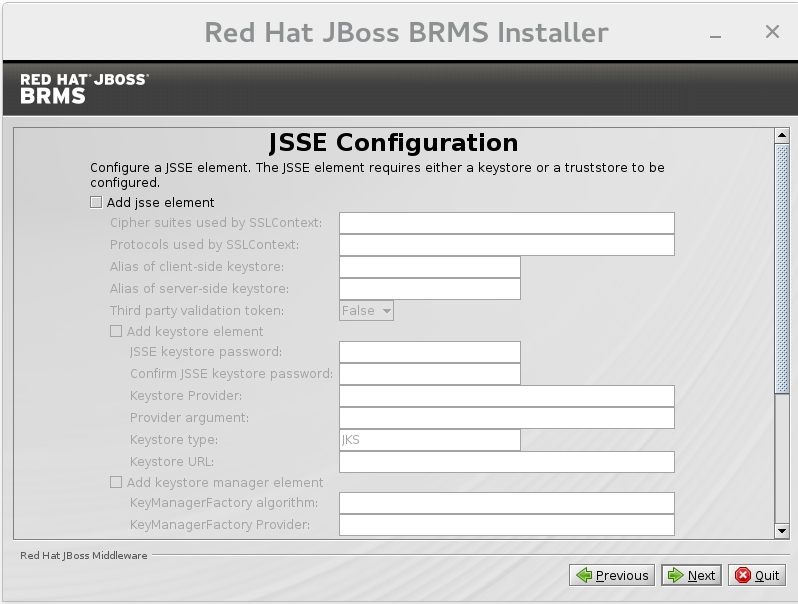 Red Hat JBoss BRMS Installer
RED HAT® JBOSS®
BRMS
JSSE Configuration
Configure a JSSE element. The JSSE element requires either a keystore or a truststore to be
configured.
Add jsse element
Cipher suites used by SSLContext:
Protocols used by SSLContext:
Alias of client-side keystore:
Alias of server-side keystore:
Third party validation token: False
Add keystore element
JSSE keystore password:
Confirm JSSE keystore password:
Keystore Provider:
Provider argument:
Keystore type: JKS
Keystore URL:
Add keystore manager element
KeyManagerFactory algorithm:
KeyManagerFactory Provider:
Red Hat JBoss Middleware
Previous Next Quit